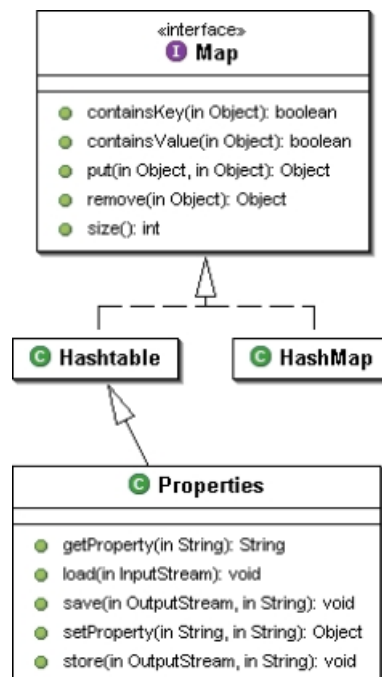 «interface»
I Map
containsKey(in Object): boolean
containsValue(in Object): boolean
put(in Object, in Object): Object
remove(in Object): Object
size(): int
C Hashtable
C HashMap
C Properties
getProperty(in String): String
load(in InputStream): void
save(in OutputStream, in String): void
setProperty(in String, in String): Object
store(in OutputStream, in String): void